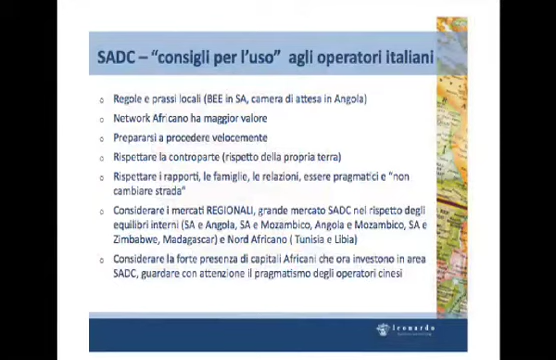 SADC – “consigli per l’uso” agli operatori italiani
o Regole e prassi locali (BEE in SA, camera di attesa in Angola)
o Network Africano ha maggior valore
o Prepararsi a procedere velocemente
o Rispettare la controparte (rispetto della propria terra)
o Rispettare i rapporti, le famiglie, le relazioni, essere pragmatici e “non
cambiare strada”
o Considerare i mercati REGIONALI, grande mercato SADC nel rispetto degli
equilibri interni (SA e Angola, SA e Mozambico, Angola e Mozambico, SA e
Zimbabwe, Madagascar) e Nord Africano ( Tunisia e Libia)
o Considerare la forte presenza di capitali Africani che ora investono in area
SADC, guardare con attenzione il pragmatismo degli operatori cinesi
leonardo